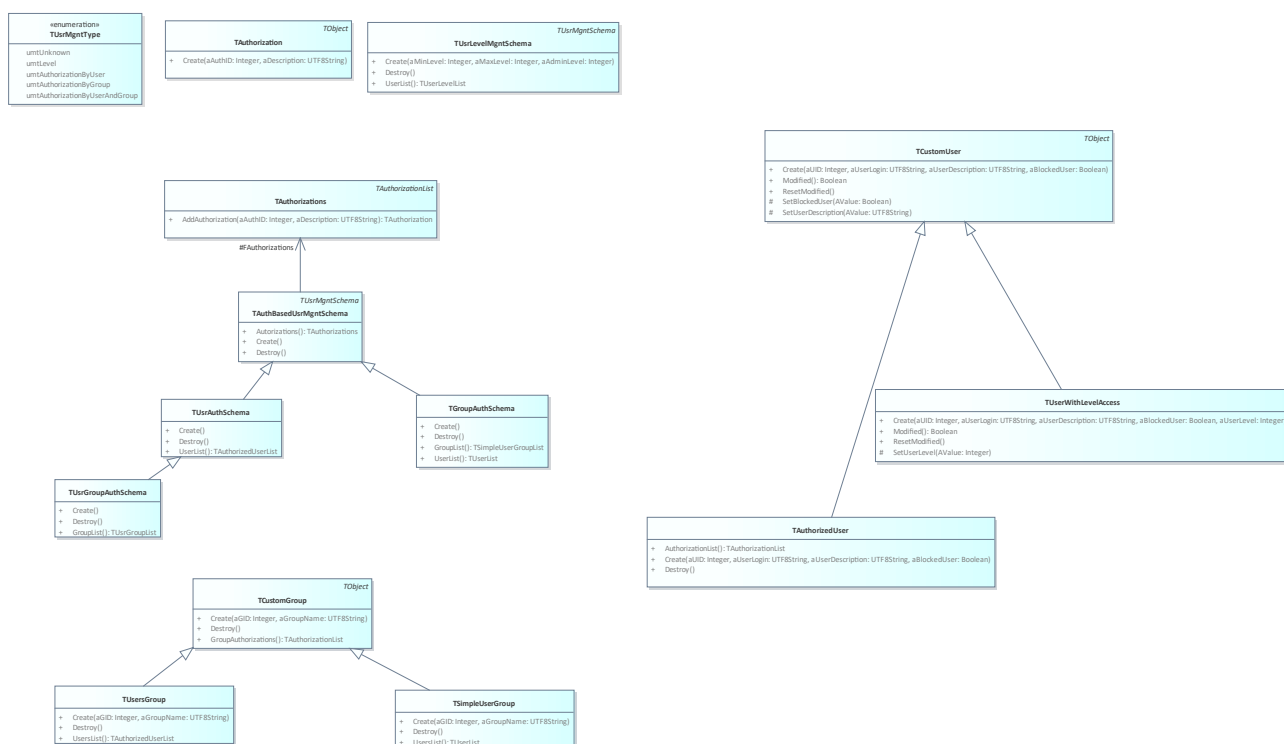 «enumeration»
TUsrMgntType
umtUnknown
umtLevel
umtAuthorizationByUser
umtAuthorizationByGroup
umtAuthorizationByUserAndGroup
TObject
TAuthorization
+ Create(aAuthID: Integer, aDescription: UTF8String)
TUsrMgntSchema
TUsrLevelMgntSchema
+ Create(aMinLevel: Integer, aMaxLevel: Integer, aAdminLevel: Integer)
+ Destroy()
+ UserList(): TUserLevelList
TObject
TCustomUser
+ Create(aUID: Integer, aUserLogin: UTF8String, aUserDescription: UTF8String, aBlockedUser: Boolean)
+ Modified(): Boolean
+ ResetModified()
# SetBlockedUser(AValue: Boolean)
# SetUserDescription(AValue: UTF8String)
TAuthorizationList
TAuthorizations
+ AddAuthorization(aAuthID: Integer, aDescription: UTF8String): TAuthorization
#FAuthorizations
TUsrMgntSchema
TAuthBasedUsrMgntSchema
+ Autorizations(): TAuthorizations
+ Create()
+ Destroy()
TUsrAuthSchema
+ Create()
+ Destroy()
+ UserList(): TAuthorizedUserList
TGroupAuthSchema
+ Create()
+ Destroy()
+ GroupList(): TSimpleUserGroupList
+ UserList(): TUserList
TUserWithLevelAccess
+ Create(aUID: Integer, aUserLogin: UTF8String, aUserDescription: UTF8String, aBlockedUser: Boolean, aUserLevel: Integer
+ Modified(): Boolean
+ ResetModified()
# SetUserLevel(AValue: Integer)
TUsrGroupAuthSchema
+ Create()
+ Destroy()
+ GroupList(): TUsrGroupList
TAuthorizedUser
+ AuthorizationList(): TAuthorizationList
+ Create(aUID: Integer, aUserLogin: UTF8String, aUserDescription: UTF8String, aBlockedUser: Boolean)
+ Destroy()
TObject
TCustomGroup
+ Create(aGID: Integer, aGroupName: UTF8String)
+ Destroy()
+ GroupAuthorizations(): TAuthorizationList
TUsersGroup
+ Create(aGID: Integer, aGroupName: UTF8String)
+ Destroy()
+ UsersList(): TAuthorizedUserList
TSimpleUserGroup
+ Create(aGID: Integer, aGroupName: UTF8String)
+ Destroy()
+ UsersList(): TUserList